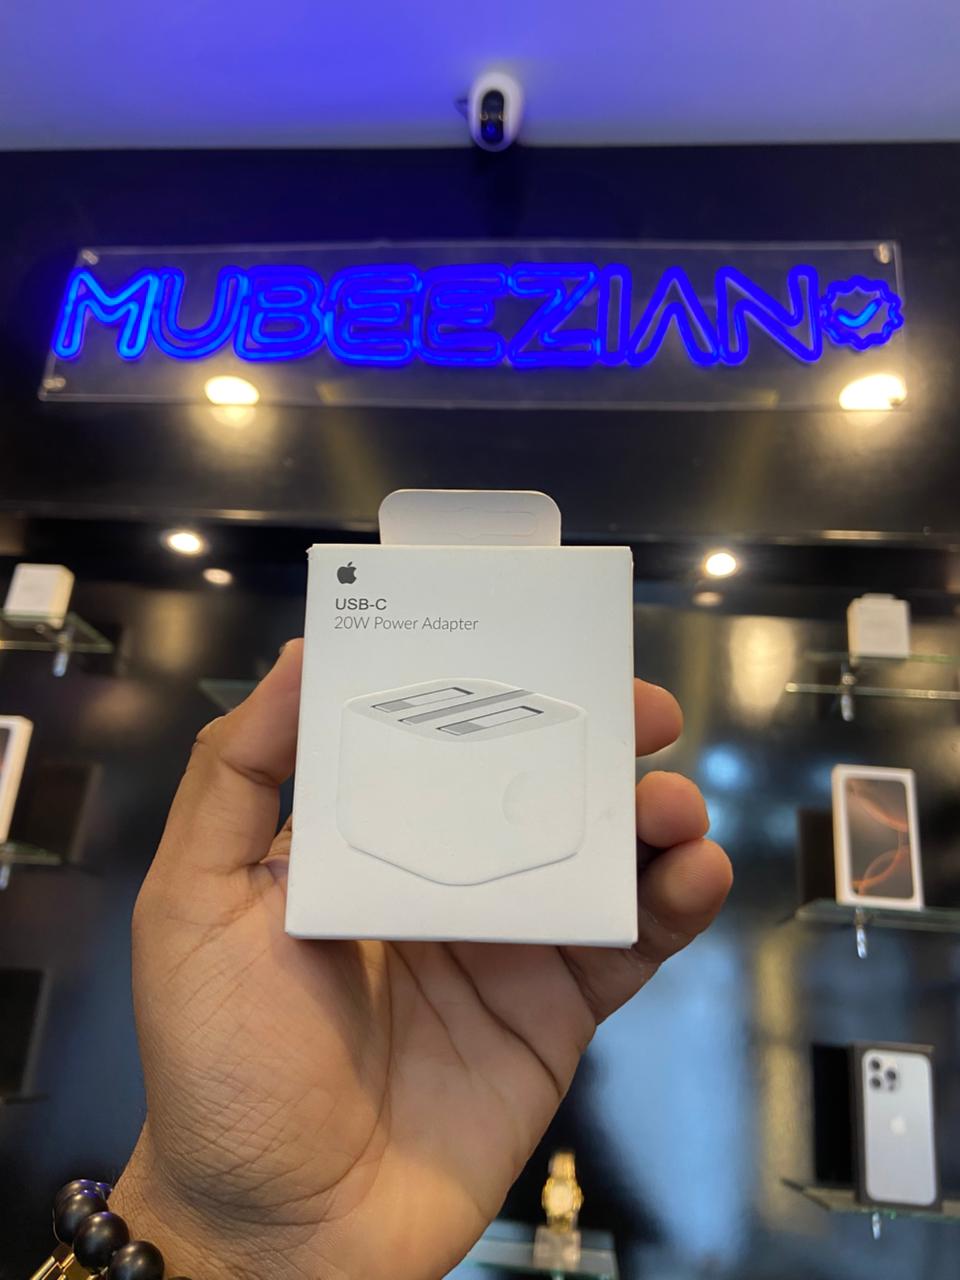 MUBEEZIAN
USB-C
20W Power Adapter